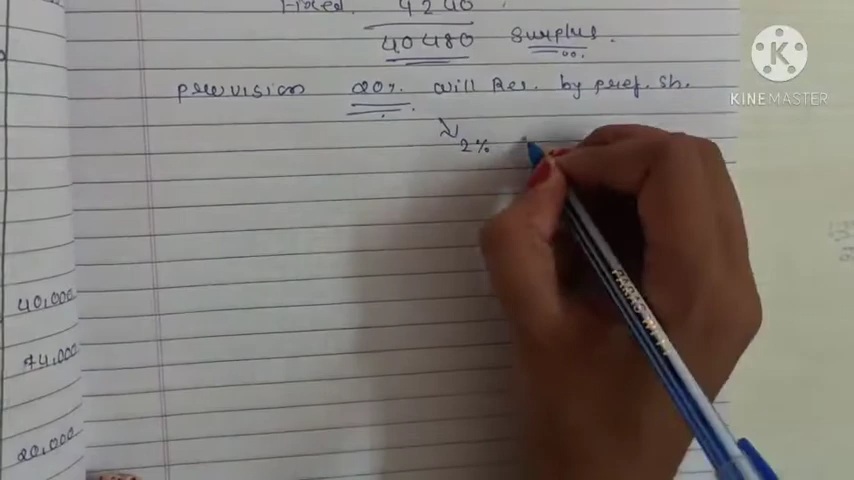 Fixed. 4240
40480 Surplus.
provision 20%. will Res. by pref. sh.
2%
40,000
74,000
20,000
K
KINEMASTER